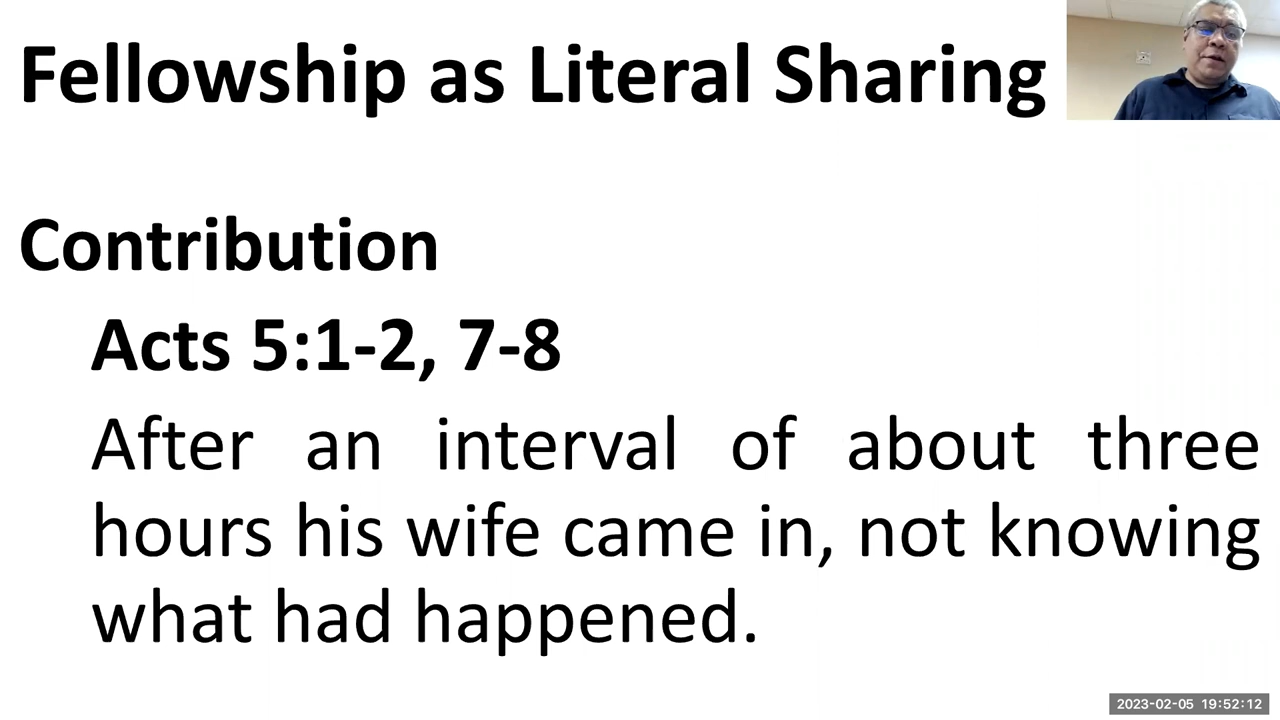 Fellowship as Literal Sharing
Contribution
Acts 5:1-2, 7-8
After an interval of about three
hours his wife came in, not knowing
what had happened.
2023-02-05 19:52:12